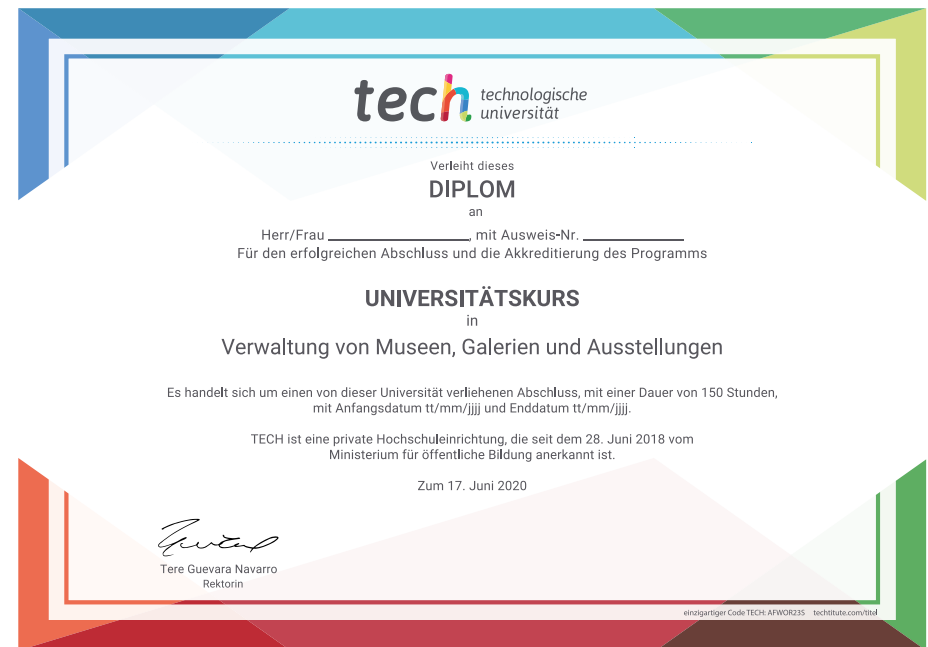 tech technologische
universität
Verleiht dieses
DIPLOM
an
Herr/Frau ____________________, mit Ausweis-Nr. ______________
Für den erfolgreichen Abschluss und die Akkreditierung des Programms
UNIVERSITÄTSKURS
in
Verwaltung von Museen, Galerien und Ausstellungen
Es handelt sich um einen von dieser Universität verliehenen Abschluss, mit einer Dauer von 150 Stunden,
mit Anfangsdatum tt/mm/jjjj und Enddatum tt/mm/jjjj.
TECH ist eine private Hochschuleinrichtung, die seit dem 28. Juni 2018 vom
Ministerium für öffentliche Bildung anerkannt ist.
Zum 17. Juni 2020
Tere Guevara Navarro
Rektorin
einzigartiger Code TECH: AFWOR23S techtitute.com/titel